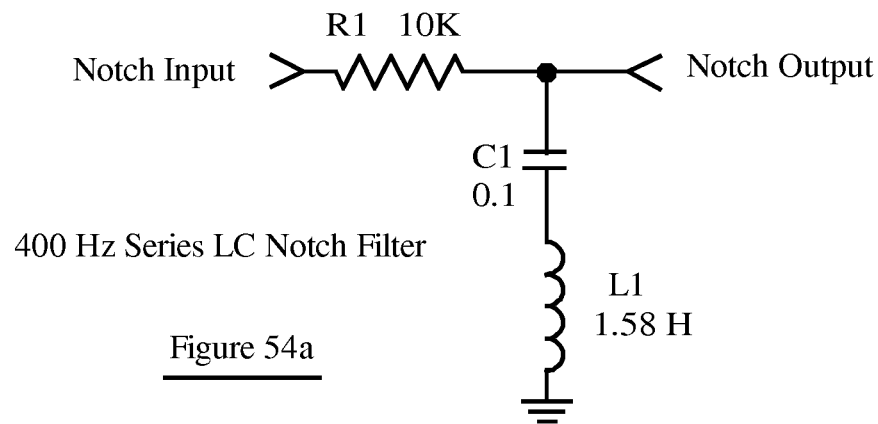 R1 10K
Notch Input
Notch Output
C1
0.1
400 Hz Series LC Notch Filter
L1
1.58 H
Figure 54a